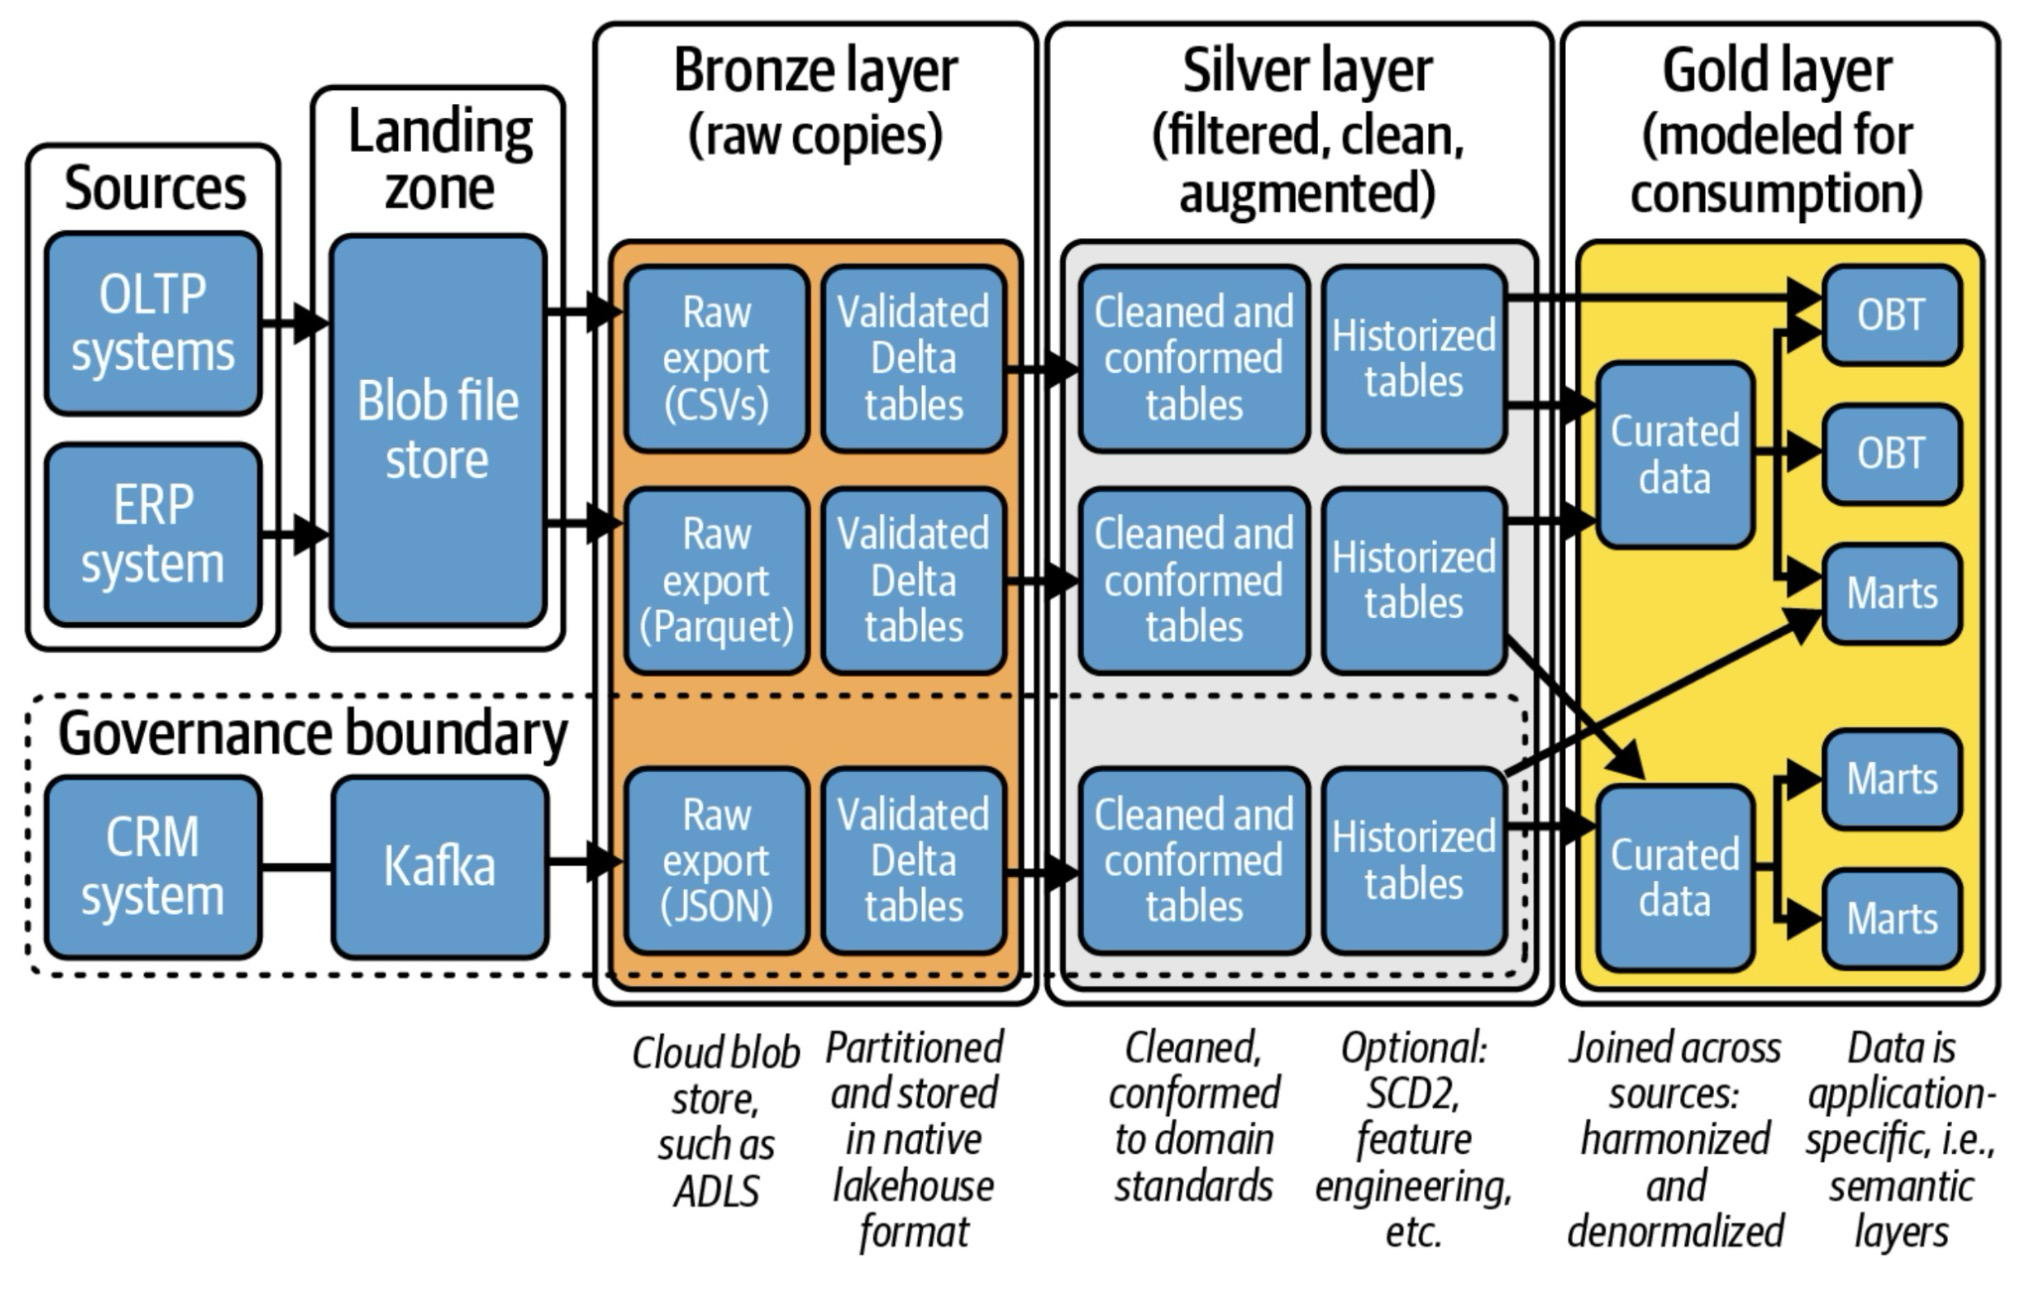 Sources
OLTP
systems
ERP
system
Landing
zone
Blob file
store
Governance boundary
CRM
system
Kafka
Bronze layer
(raw copies)
Raw
export
(CSVs)
Validated
Delta
tables
Raw
export
(Parquet)
Validated
Delta
tables
Raw
export
(JSON)
Validated
Delta
tables
Cloud blob
store,
such as
ADLS
Partitioned
and stored
in native
lakehouse
format
Silver layer
(filtered, clean,
augmented)
Cleaned and
conformed
tables
Historized
tables
Cleaned and
conformed
tables
Historized
tables
Cleaned and
conformed
tables
Historized
tables
Cleaned,
conformed
to domain
standards
Optional:
SCD2,
feature
engineering,
etc.
Gold layer
(modeled for
consumption)
Curated
data
OBT
OBT
Marts
Curated
data
Marts
Marts
Joined across
sources:
harmonized
and
denormalized
Data is
application-
specific, i.e.,
semantic
layers